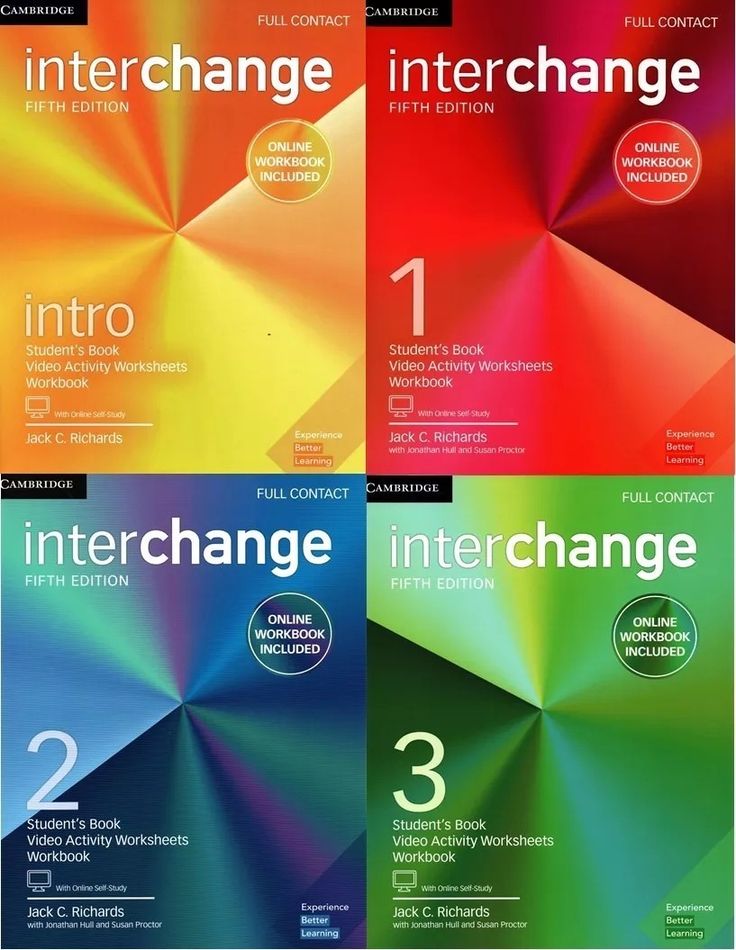 CAMBRIDGE
FULL CONTACT
interchange
FIFTH EDITION
ONLINE
WORKBOOK
INCLUDED
intro
Student's Book
Video Activity Worksheets
Workbook
With Online Self-Study
Jack C. Richards
Experience
Better
Learning
CAMBRIDGE
FULL CONTACT
interchange
FIFTH EDITION
ONLINE
WORKBOOK
INCLUDED
1
Student's Book
Video Activity Worksheets
Workbook
With Online Self-Study
Jack C. Richards
with Jonathan Hull and Susan Proctor
Experience
Better
Learning
CAMBRIDGE
FULL CONTACT
interchange
FIFTH EDITION
ONLINE
WORKBOOK
INCLUDED
2
Student's Book
Video Activity Worksheets
Workbook
With Online Self-Study
Jack C. Richards
with Jonathan Hull and Susan Proctor
Experience
Better
Learning
CAMBRIDGE
FULL CONTACT
interchange
FIFTH EDITION
ONLINE
WORKBOOK
INCLUDED
3
Student's Book
Video Activity Worksheets
Workbook
With Online Self-Study
Jack C. Richards
with Jonathan Hull and Susan Proctor
Experience
Better
Learning